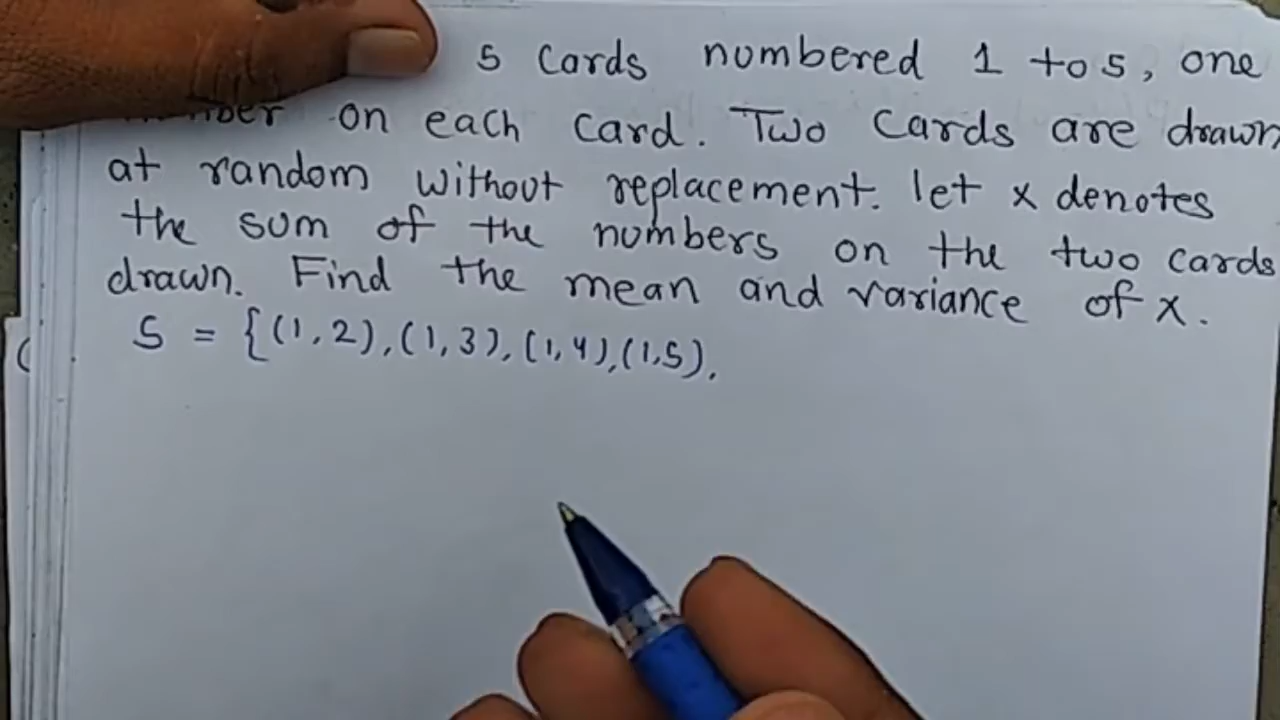 5 Cards numbered 1 to 5, one
on each card. Two Cards are drawn
at random without replacement. let x denotes
the sum of the numbers on the two cards
drawn. Find the mean and variance of x.
S = {(1,2), (1,3), (1,4), (1,5),
(